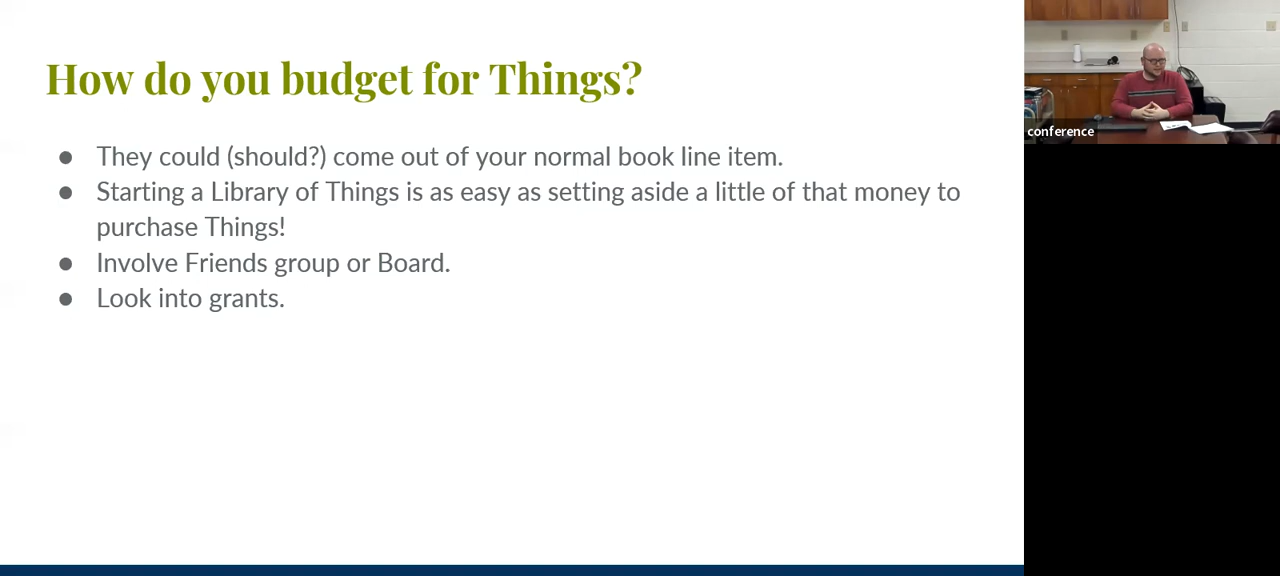 How do you budget for Things?
● They could (should?) come out of your normal book line item.
● Starting a Library of Things is as easy as setting aside a little of that money to
purchase Things!
● Involve Friends group or Board.
● Look into grants.
conference